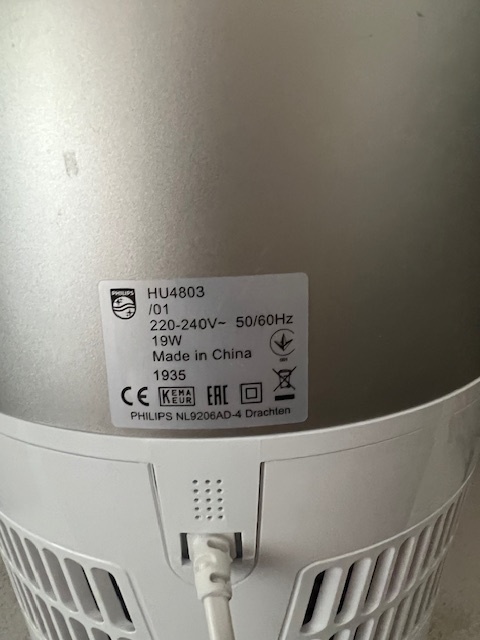 PHILIPS
HU4803
/01
220-240V~ 50/60Hz
19W
Made in China
1935
CE KEMA KEUR EAC
PHILIPS NL9206AD-4 Drachten